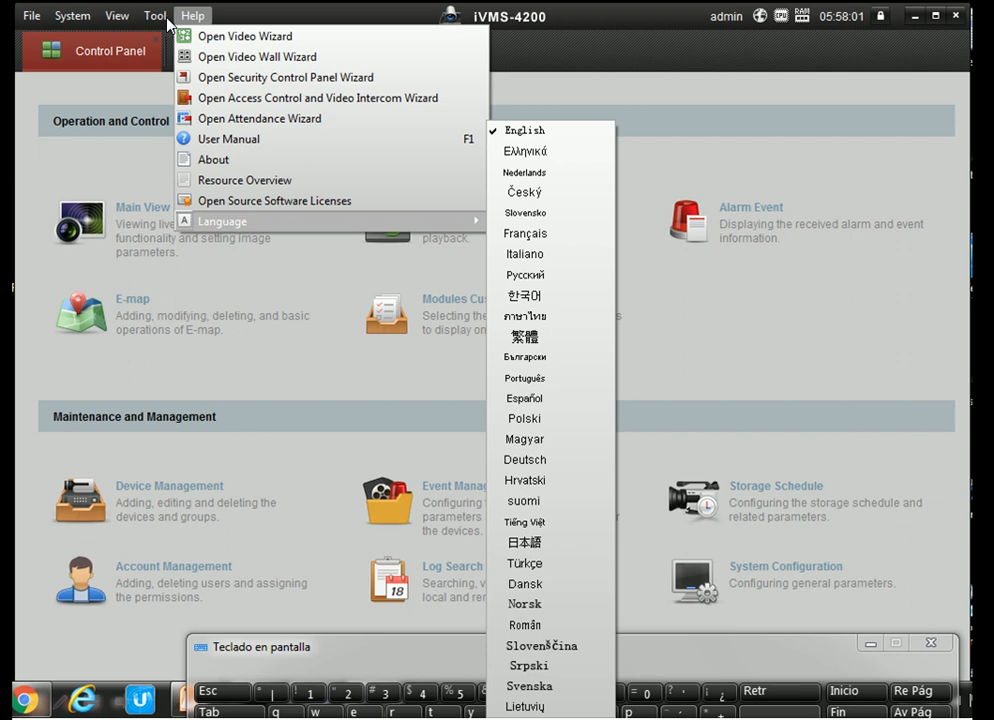 File System View Tool Help iVMS-4200 admin CPU RAM 05:58:01
Control Panel
Open Video Wizard
Open Video Wall Wizard
Open Security Control Panel Wizard
Open Access Control and Video Intercom Wizard
Open Attendance Wizard
User Manual F1
About
Resource Overview
Open Source Software Licenses
Language
English
Ελληνικά
Nederlands
Český
Slovensko
Français
Italiano
Русский
한국어
ภาษาไทย
繁體
Български
Português
Español
Polski
Magyar
Deutsch
Hrvatski
suomi
Tiếng Việt
日本語
Türkçe
Dansk
Norsk
Român
Slovenščina
Srpski
Svenska
Lietuvių
Operation and Control
Main View
Viewing live
functionality and setting image
parameters.
playback.
Alarm Event
Displaying the received alarm and event
information.
E-map
Adding, modifying, deleting, and basic
operations of E-map.
Modules
Selecting the
to display on
Maintenance and Management
Device Management
Adding, editing and deleting the
devices and groups.
Event
Configuring
parameters
the devices.
Storage Schedule
Configuring the storage schedule and
related parameters.
Account Management
Adding, deleting users and assigning
the permissions.
Log Search
Searching,
local and
18
System Configuration
Configuring general parameters.
Teclado en pantalla
Esc ° | ! 1 " 2 # 3 $ 4 % 5 = 0 ? ' ¡ ¿ Retr Inicio Re Pág
Tab q w e r t p Fin Av Pág